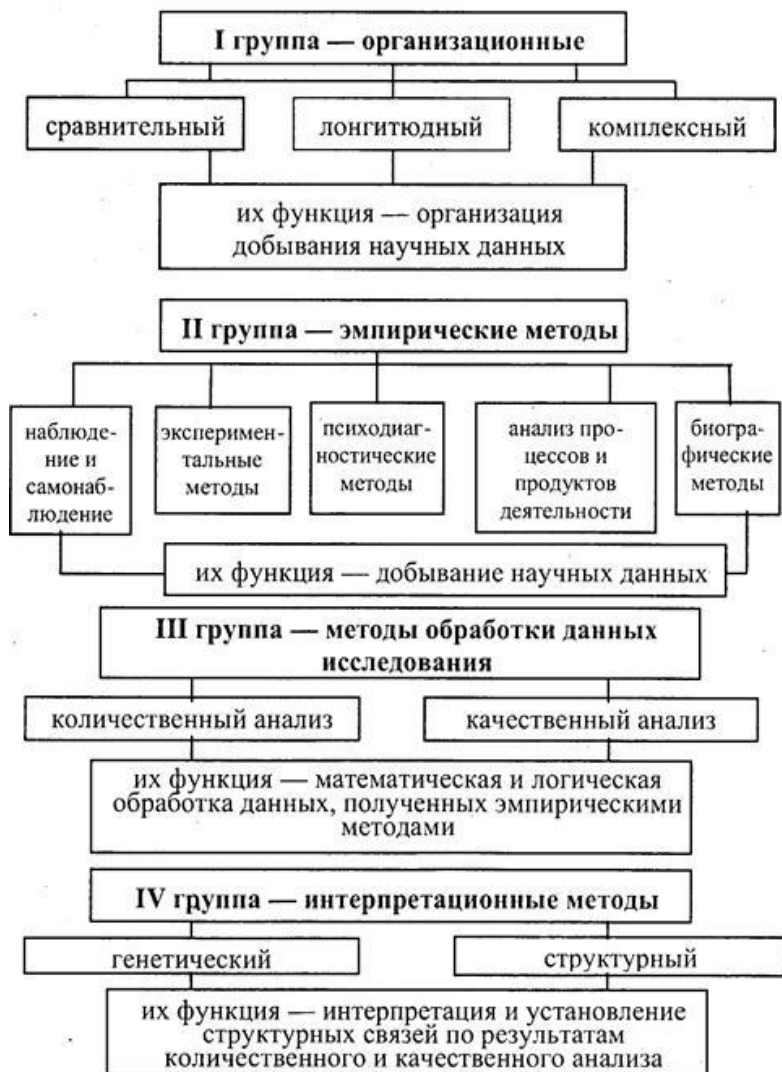 I группа — организационные
сравнительный
лонгитюдный
комплексный
их функция — организация
добывания научных данных
II группа — эмпирические методы
наблюде-
ние и
самонаб-
людение
эксперимен-
тальные
методы
психодиаг-
ностические
методы
анализ про-
цессов и
продуктов
деятельности
биогра-
фические
методы
их функция — добывание научных данных
III группа — методы обработки данных
исследования
количественный анализ
качественный анализ
их функция — математическая и логическая
обработка данных, полученных эмпирическими
методами
IV группа — интерпретационные методы
генетический
структурный
их функция — интерпретация и установление
структурных связей по результатам
количественного и качественного анализа